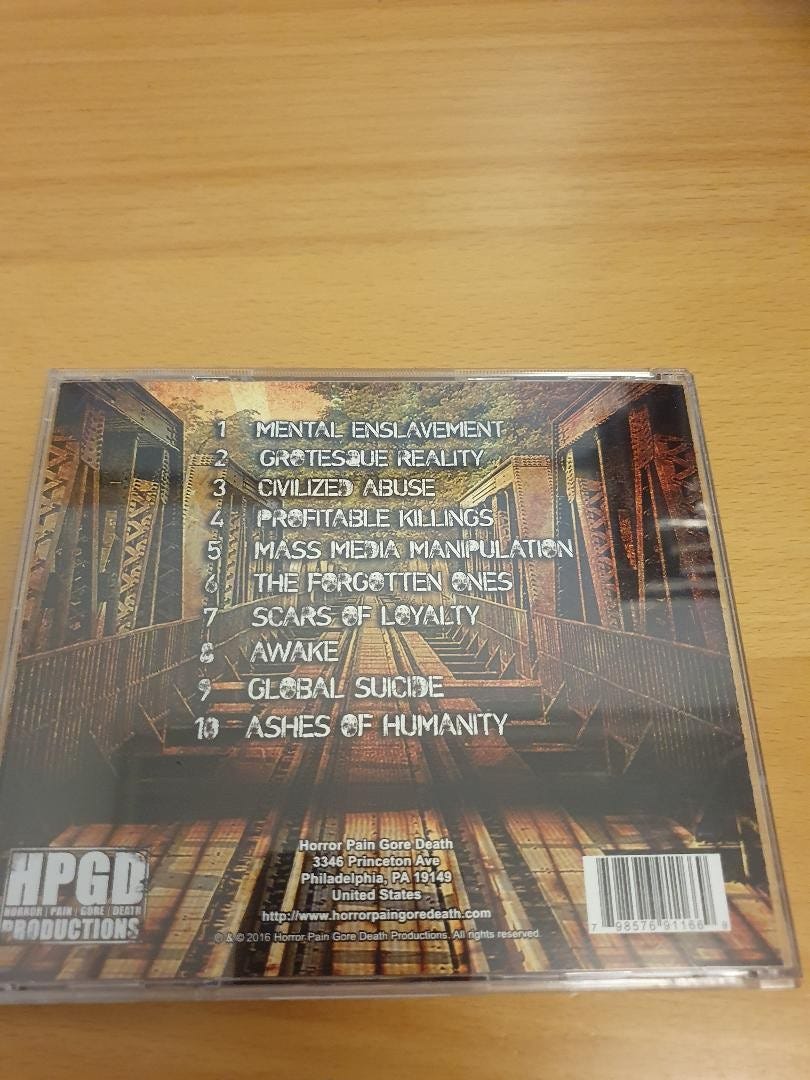 1 MENTAL ENSLAVEMENT
2 GROTESQUE REALITY
3 CIVILIZED ABUSE
4 PROFITABLE KILLINGS
5 MASS MEDIA MANIPULATION
6 THE FORGOTTEN ONES
7 SCARS OF LOYALTY
8 AWAKE
9 GLOBAL SUICIDE
10 ASHES OF HUMANITY
HPGD
HORROR | PAIN | GORE | DEATH
PRODUCTIONS
Horror Pain Gore Death
3346 Princeton Ave
Philadelphia, PA 19149
United States
http://www.horrorpaingoredeath.com
℗ & © 2016 Horror Pain Gore Death Productions. All rights reserved.
7 98576 91166